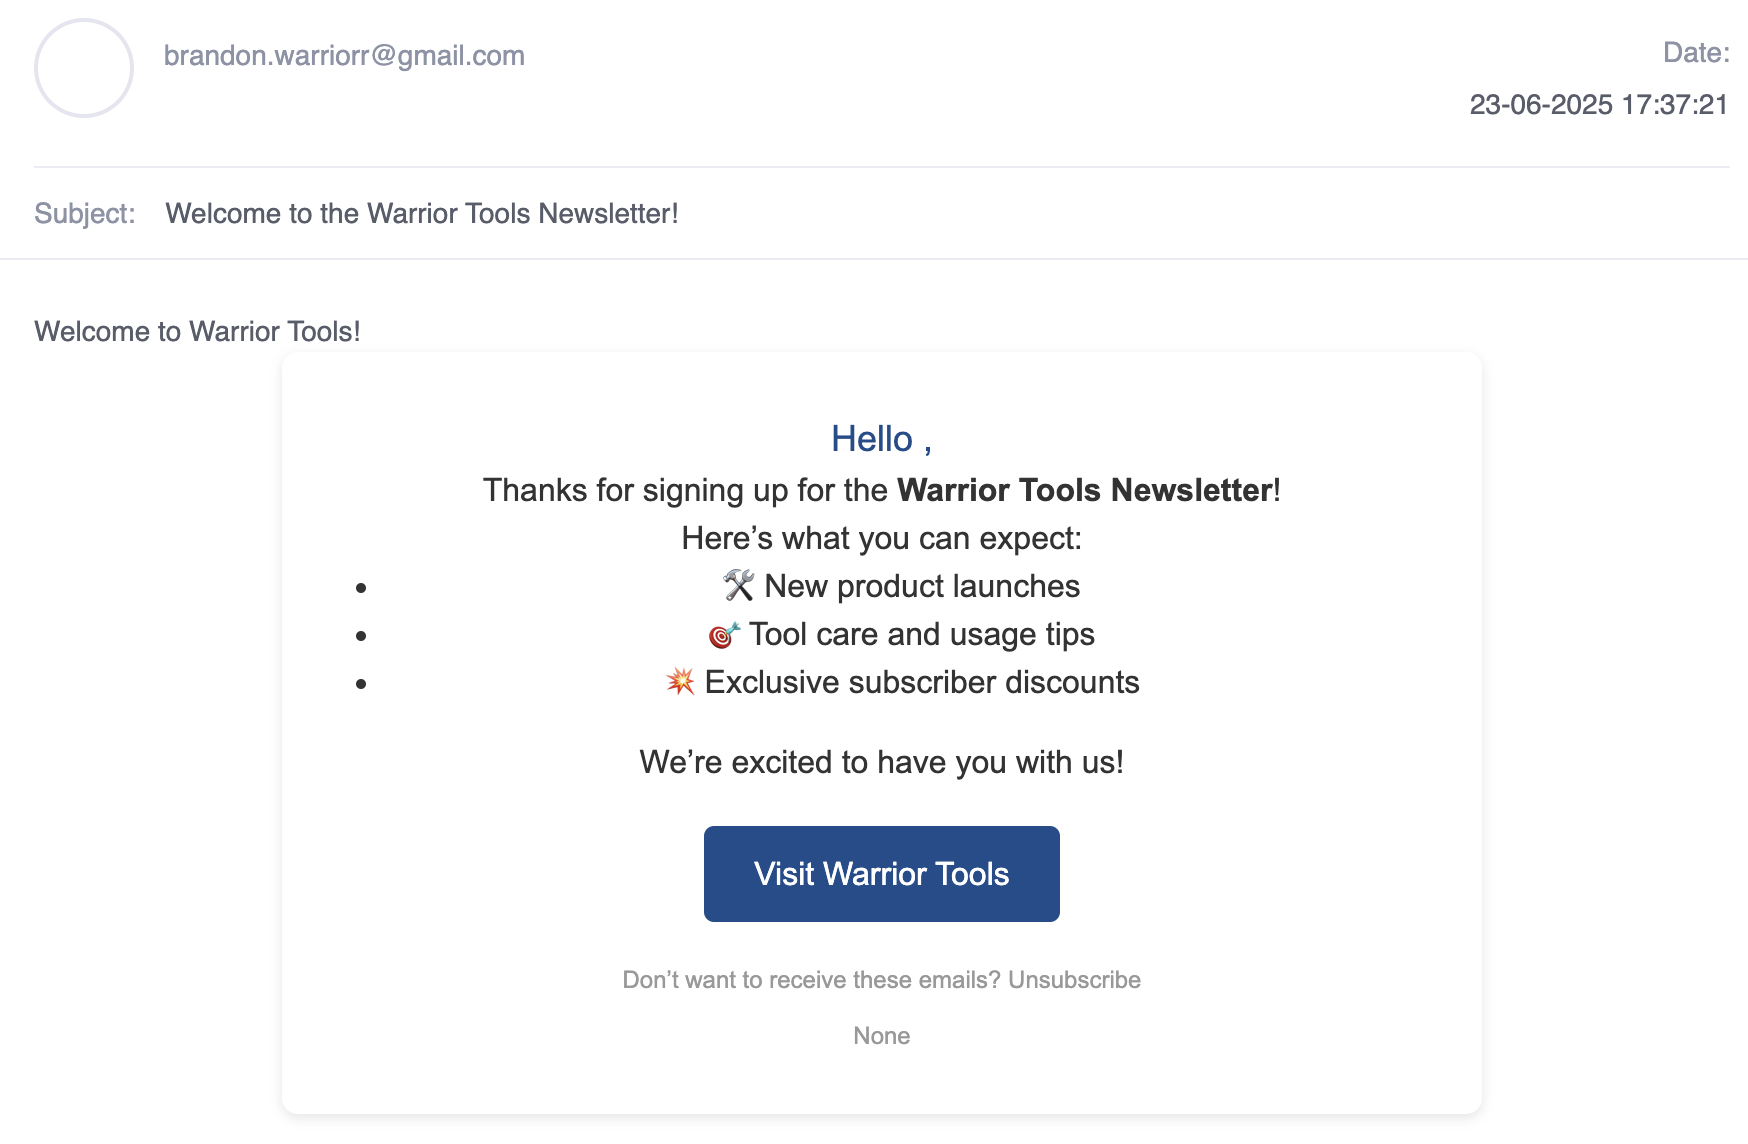 brandon.warriorr@gmail.com
Date:
23-06-2025 17:37:21
Subject: Welcome to the Warrior Tools Newsletter!
Welcome to Warrior Tools!
Hello ,
Thanks for signing up for the Warrior Tools Newsletter!
Here’s what you can expect:
• 🛠️ New product launches
• 🎯 Tool care and usage tips
• 💥 Exclusive subscriber discounts
We’re excited to have you with us!
Visit Warrior Tools
Don’t want to receive these emails? Unsubscribe
None